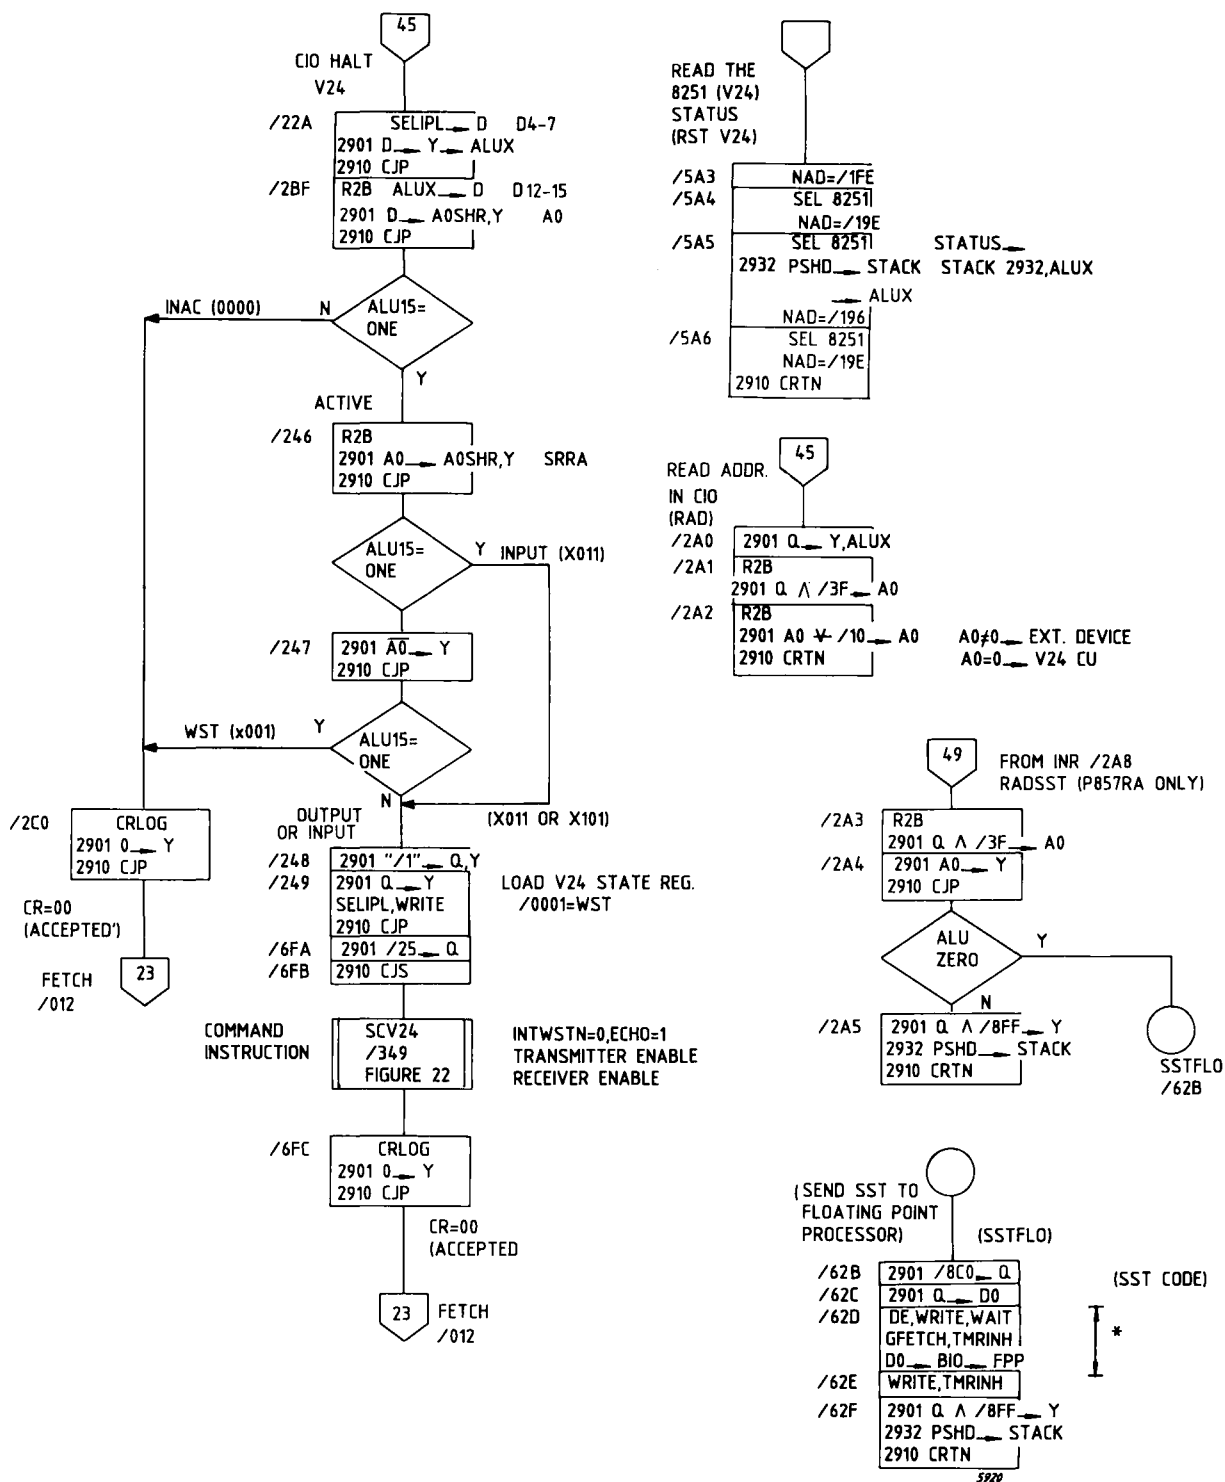 45
CIO HALT
V24
/22A
SELIPL → D D4-7
2901 D → Y → ALUX
2910 CJP
/2BF
R2B ALUX → D D12-15
2901 D → A0SHR,Y A0
2910 CJP
INAC (0000)
N
ALU15=
ONE
Y
ACTIVE
/246
R2B
2901 A0 → A0SHR,Y SRRA
2910 CJP
ALU15=
ONE
Y INPUT (X011)
/247
2901 A̅0̅ → Y
2910 CJP
WST (x001)
Y
ALU15=
ONE
N
(X011 OR X101)
/2C0
CRLOG
2901 0 → Y
2910 CJP
CR=00
(ACCEPTED')
FETCH
/012
23
OUTPUT
OR INPUT
/248
2901 "/1" → Q,Y
/249
2901 Q → Y
SELIPL,WRITE
2910 CJP
LOAD V24 STATE REG.
/0001=WST
/6FA
2901 /25 → Q
/6FB
2910 CJS
COMMAND
INSTRUCTION
SCV24
/349
FIGURE 22
INTWSTN=0,ECHO=1
TRANSMITTER ENABLE
RECEIVER ENABLE
/6FC
CRLOG
2901 0 → Y
2910 CJP
CR=00
(ACCEPTED
23
FETCH
/012
READ THE
8251 (V24)
STATUS
(RST V24)
/5A3
NAD=/1FE
/5A4
SEL 8251
NAD=/19E
/5A5
SEL 8251 STATUS →
2932 PSHD → STACK STACK 2932,ALUX
→ ALUX
NAD=/196
/5A6
SEL 8251
NAD=/19E
2910 CRTN
45
READ ADDR.
IN CIO
(RAD)
/2A0
2901 Q → Y,ALUX
/2A1
R2B
2901 Q ∧ /3F → A0
/2A2
R2B
2901 A0 ⊻ /10 → A0
2910 CRTN
A0≠0 → EXT. DEVICE
A0=0 → V24 CU
49
FROM INR /2A8
RADSST (P857RA ONLY)
/2A3
R2B
2901 Q ∧ /3F → A0
/2A4
2901 A0 → Y
2910 CJP
ALU
ZERO
Y
N
/2A5
2901 Q ∧ /8FF → Y
2932 PSHD → STACK
2910 CRTN
SSTFLO
/62B
(SEND SST TO
FLOATING POINT
PROCESSOR)
(SSTFLO)
/62B
2901 /8C0 → Q
(SST CODE)
/62C
2901 Q → D0
/62D
DE,WRITE,WAIT
GFETCH,TMRINH
D0 → BIO → FPP
*
/62E
WRITE,TMRINH
/62F
2901 Q ∧ /8FF → Y
2932 PSHD → STACK
2910 CRTN
5920